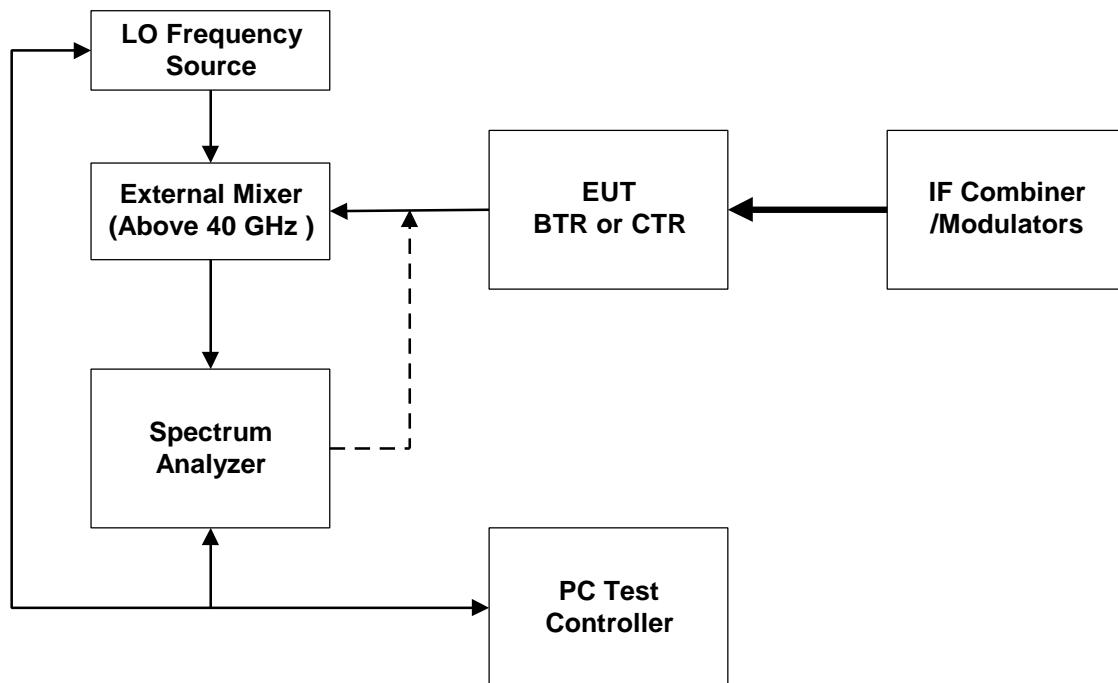 LO Frequency
Source
External Mixer
(Above 40 GHz )
EUT
BTR or CTR
IF Combiner
/Modulators
Spectrum
Analyzer
PC Test
Controller